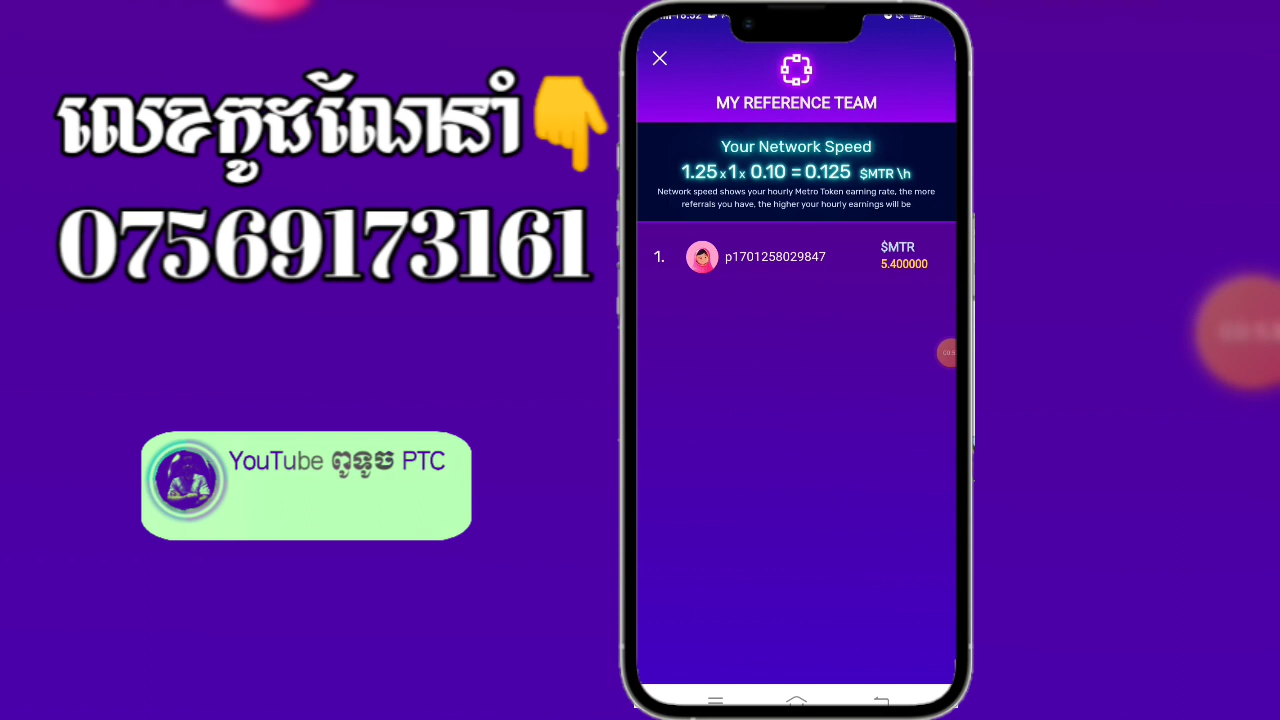 លេខកូដណែនាំ👇
07569173161
YouTube ពូទូច PTC
MY REFERENCE TEAM
Your Network Speed
1.25 x 1 x 0.10 = 0.125 $MTR \h
Network speed shows your hourly Metro Token earning rate, the more
referrals you have, the higher your hourly earnings will be
1. p1701258029847 $MTR
5.400000